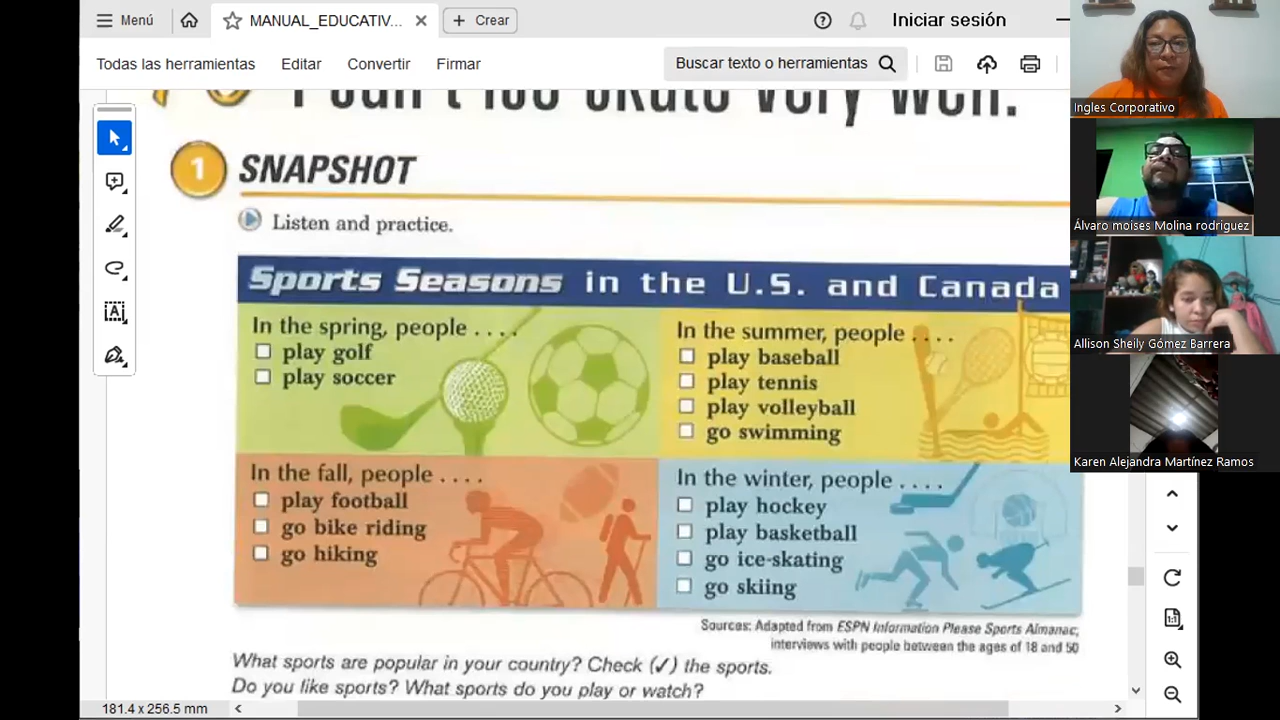 Menú
MANUAL_EDUCATIV...
Crear
Iniciar sesión
Todas las herramientas
Editar
Convertir
Firmar
Buscar texto o herramientas
I can't ice-skate very well.
1 SNAPSHOT
Listen and practice.
Sports Seasons in the U.S. and Canada
In the spring, people . . . .
play golf
play soccer
In the summer, people . . . .
play baseball
play tennis
play volleyball
go swimming
In the fall, people . . . .
play football
go bike riding
go hiking
In the winter, people . . . .
play hockey
play basketball
go ice-skating
go skiing
Sources: Adapted from ESPN Information Please Sports Almanac;
interviews with people between the ages of 18 and 50
What sports are popular in your country? Check (✓) the sports.
Do you like sports? What sports do you play or watch?
181.4 x 256.5 mm
Ingles Corporativo
Álvaro moises Molina rodriguez
Allison Sheily Gómez Barrera
Karen Alejandra Martínez Ramos